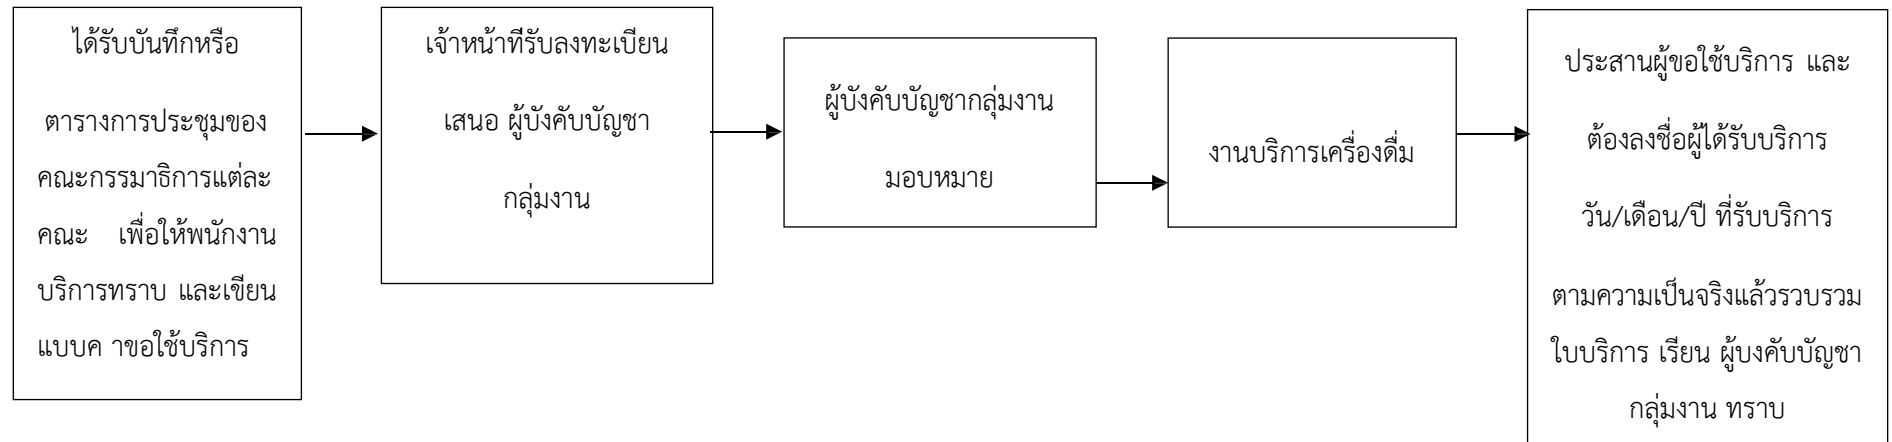 ได้รับบันทึกหรือ
ตารางการประชุมของ
คณะกรรมาธิการแต่ละ
คณะ เพื่อให้พนักงาน
บริการทราบ และเขียน
แบบค าขอใช้บริการ
เจ้าหน้าที่รับลงทะเบียน
เสนอ ผู้บังคับบัญชา
กลุ่มงาน
ผู้บังคับบัญชากลุ่มงาน
มอบหมาย
งานบริการเครื่องดื่ม
ประสานผู้ขอใช้บริการ และ
ต้องลงชื่อผู้ได้รับบริการ
วัน/เดือน/ปี ที่รับบริการ
ตามความเป็นจริงแล้วรวบรวม
ใบบริการ เรียน ผู้บงคับบัญชา
กลุ่มงาน ทราบ